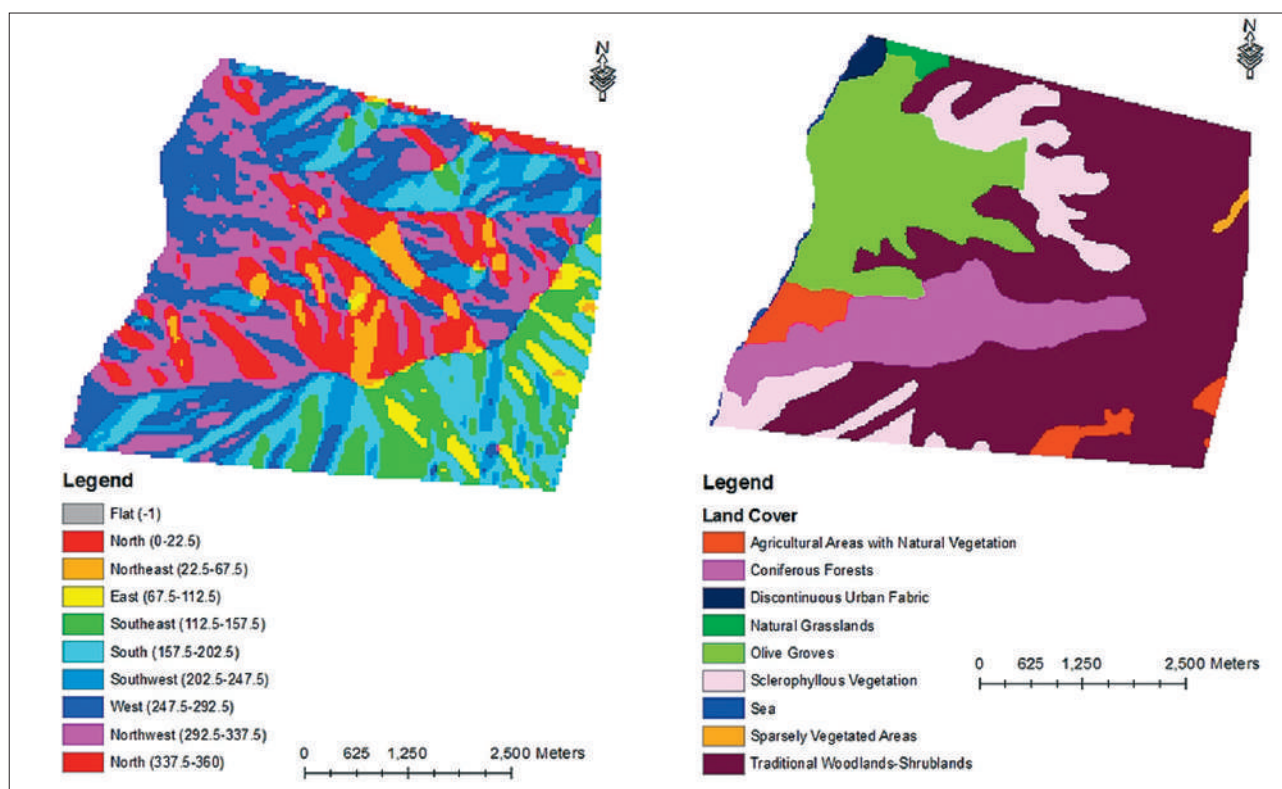 N
Legend
Flat (-1)
North (0-22.5)
Northeast (22.5-67.5)
East (67.5-112.5)
Southeast (112.5-157.5)
South (157.5-202.5)
Southwest (202.5-247.5)
West (247.5-292.5)
Northwest (292.5-337.5)
North (337.5-360)
0 625 1,250 2,500 Meters
N
Legend
Land Cover
Agricultural Areas with Natural Vegetation
Coniferous Forests
Discontinuous Urban Fabric
Natural Grasslands
Olive Groves
Sclerophyllous Vegetation
Sea
Sparsely Vegetated Areas
Traditional Woodlands-Shrublands
0 625 1,250 2,500 Meters